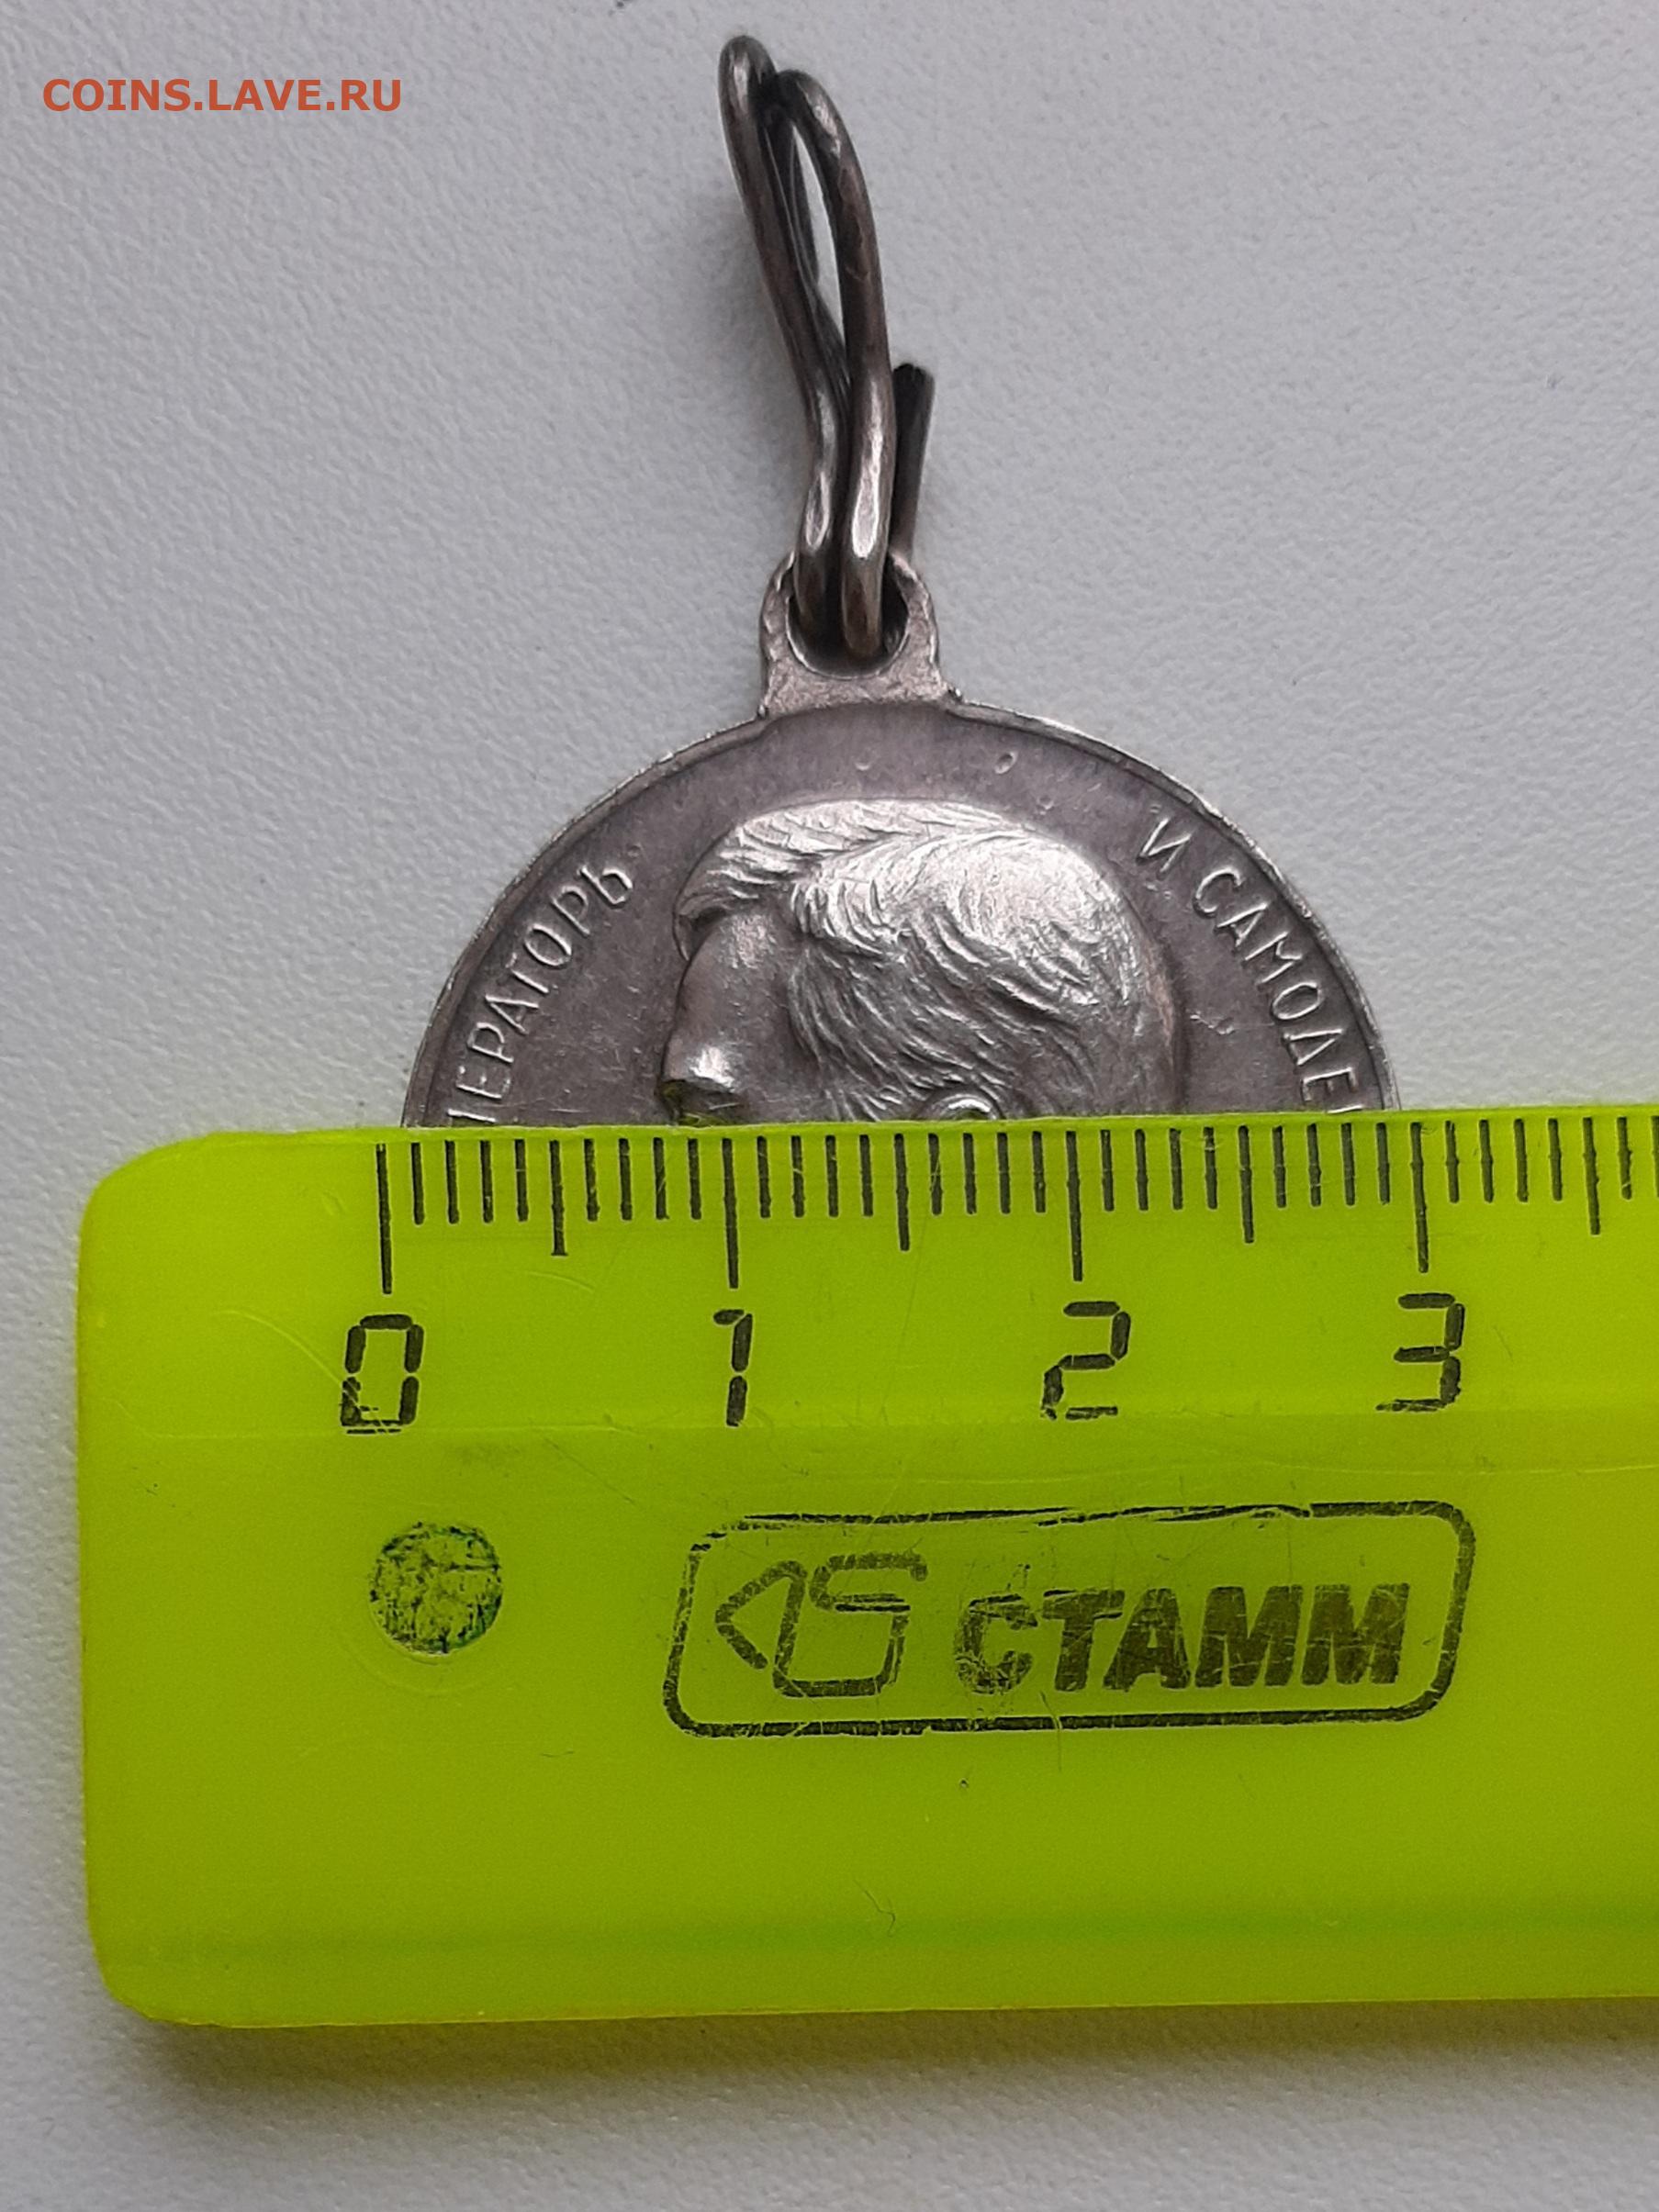 COINS.LAVE.RU
ПЕРАТОРЪ
И САМОДЕ
0 1 2 3
СТАММ